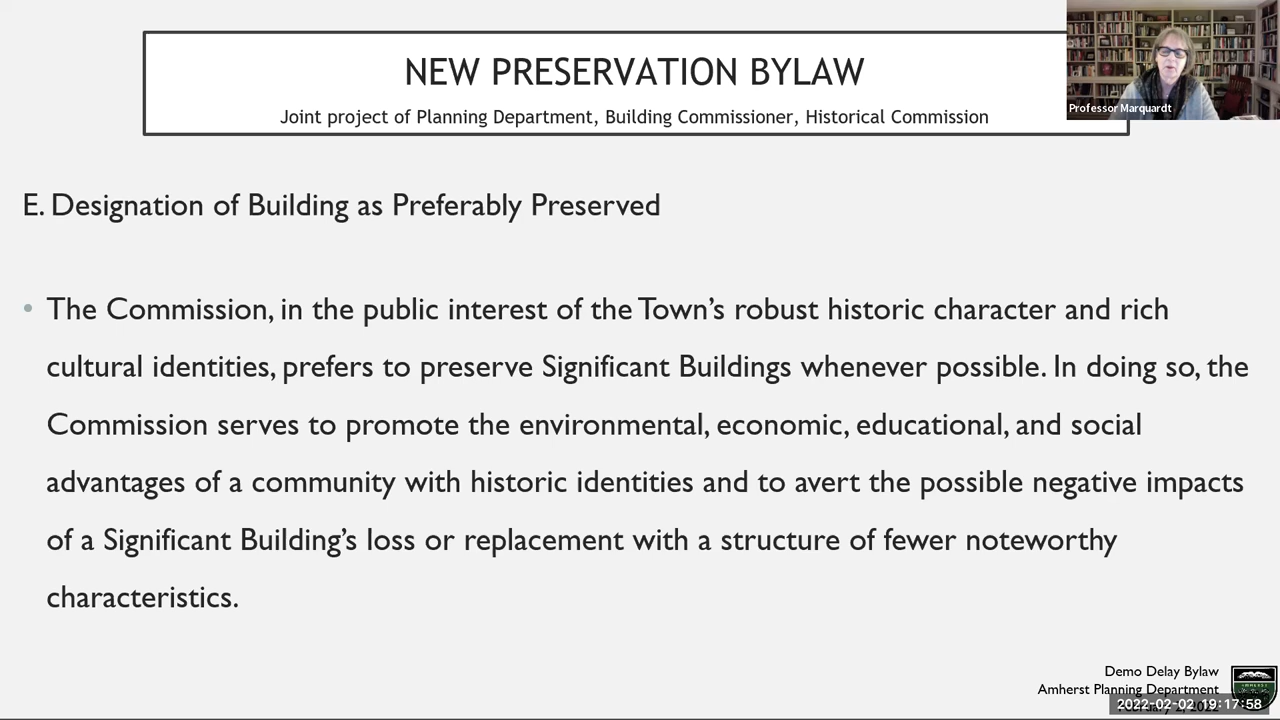 NEW PRESERVATION BYLAW
Joint project of Planning Department, Building Commissioner, Historical Commission
Professor Marquardt
E. Designation of Building as Preferably Preserved
• The Commission, in the public interest of the Town's robust historic character and rich
cultural identities, prefers to preserve Significant Buildings whenever possible. In doing so, the
Commission serves to promote the environmental, economic, educational, and social
advantages of a community with historic identities and to avert the possible negative impacts
of a Significant Building's loss or replacement with a structure of fewer noteworthy
characteristics.
Demo Delay Bylaw
Amherst Planning Department
2022-02-02 19:17:58